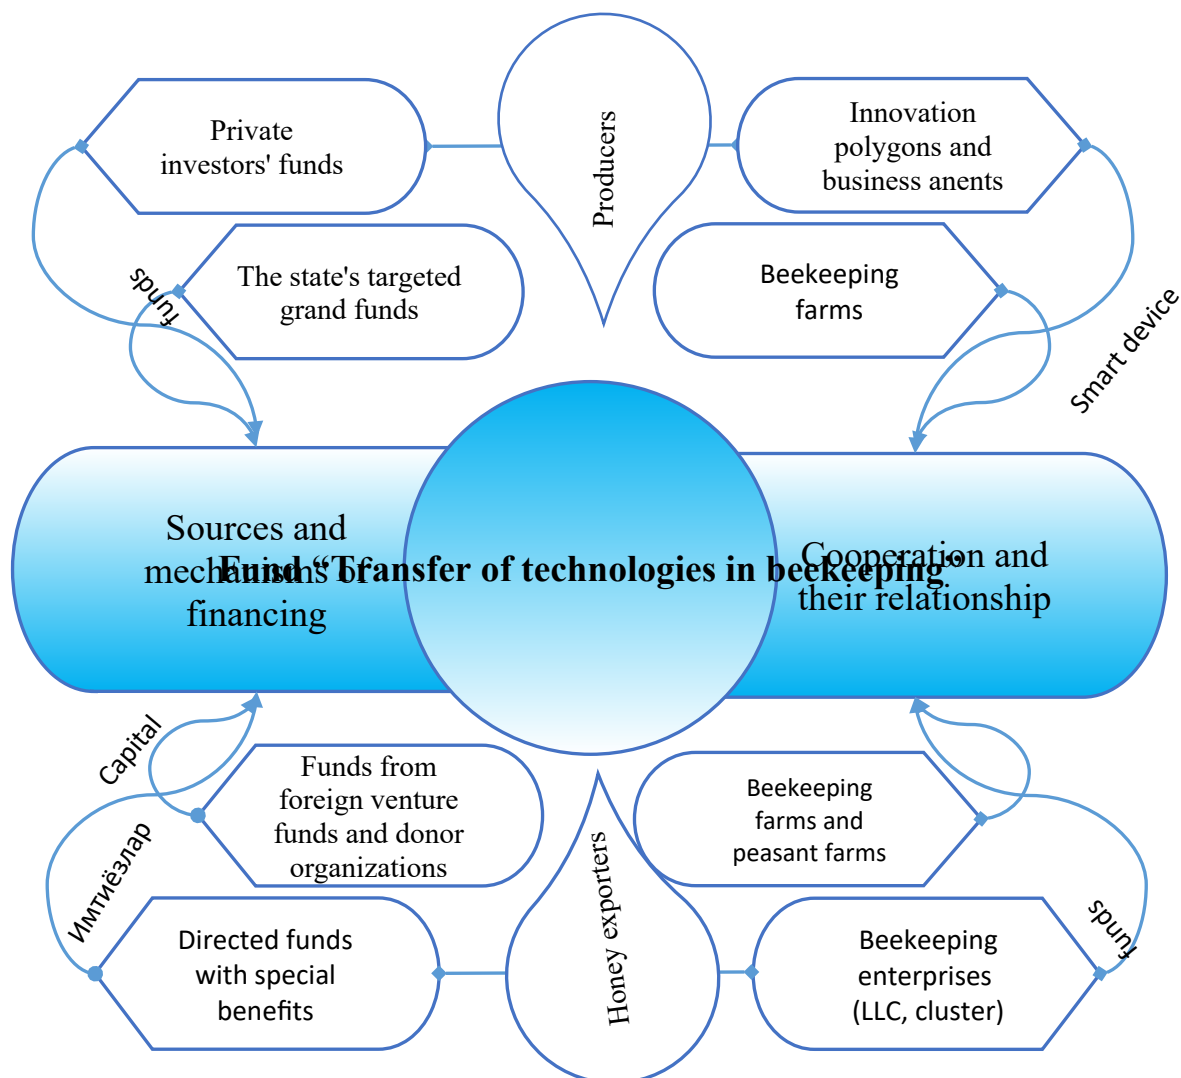 Private
investors' funds
Producers
Innovation
polygons and
business anents
The state's targeted
grand funds
funds
Beekeeping
farms
Smart device
Sources and
mechanisms of
financing
Fund “Transfer of technologies in beekeeping”
Cooperation and
their relationship
Capital
Funds from
foreign venture
funds and donor
organizations
Beekeeping
farms and
peasant farms
Имтиёзлар
Directed funds
with special
benefits
Honey exporters
Beekeeping
enterprises
(LLC, cluster)
funds